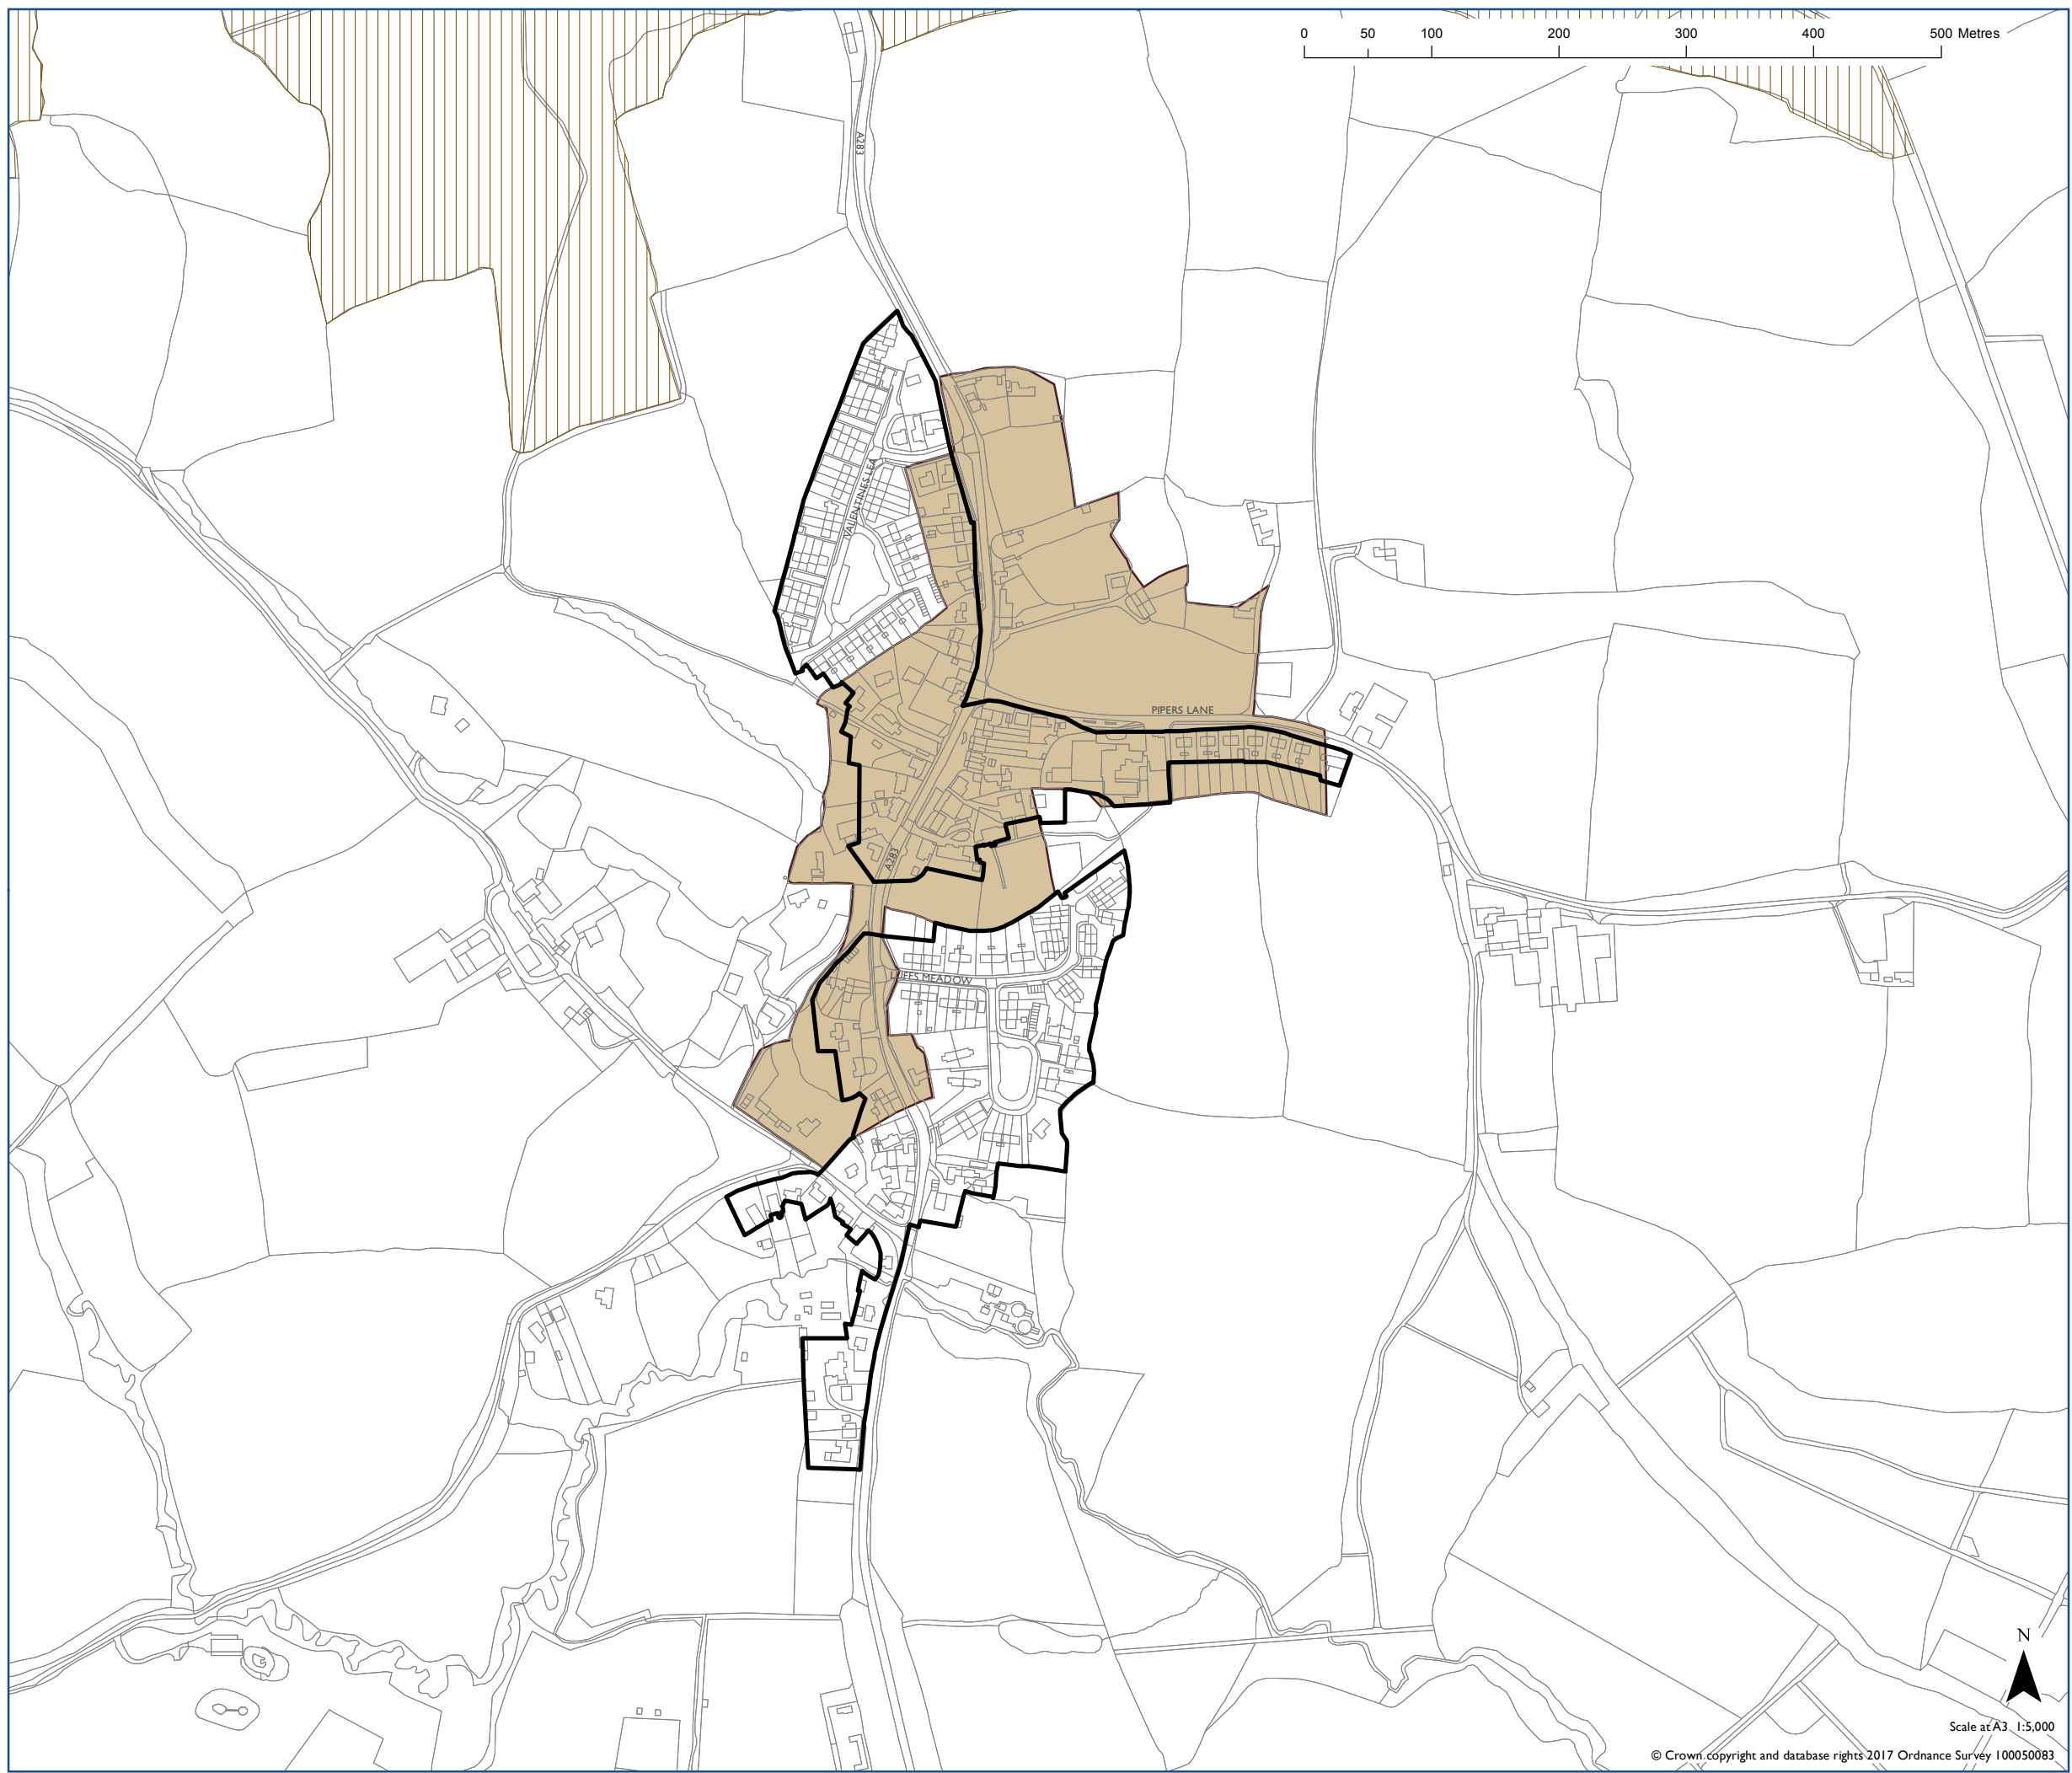 0 50 100 200 300 400 500 Metres
A283
VALENTINES LEA
PIPERS LANE
A283
LUFFS MEADOW
N
Scale at A3 1:5,000
© Crown copyright and database rights 2017 Ordnance Survey 100050083